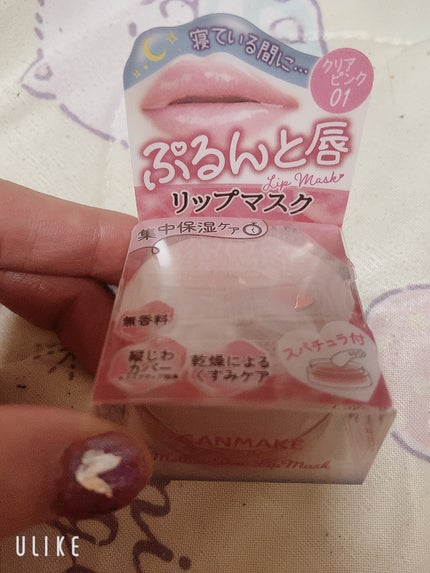 寝ている間に…
クリア
ピンク
01
ぷるんと唇
Lip Mask
リップマスク
集中保湿ケア
無香料
縦じわ
カバー
乾燥による
くすみケア
スパチュラ付
CANMAKE
Lip Mask
ULIKE